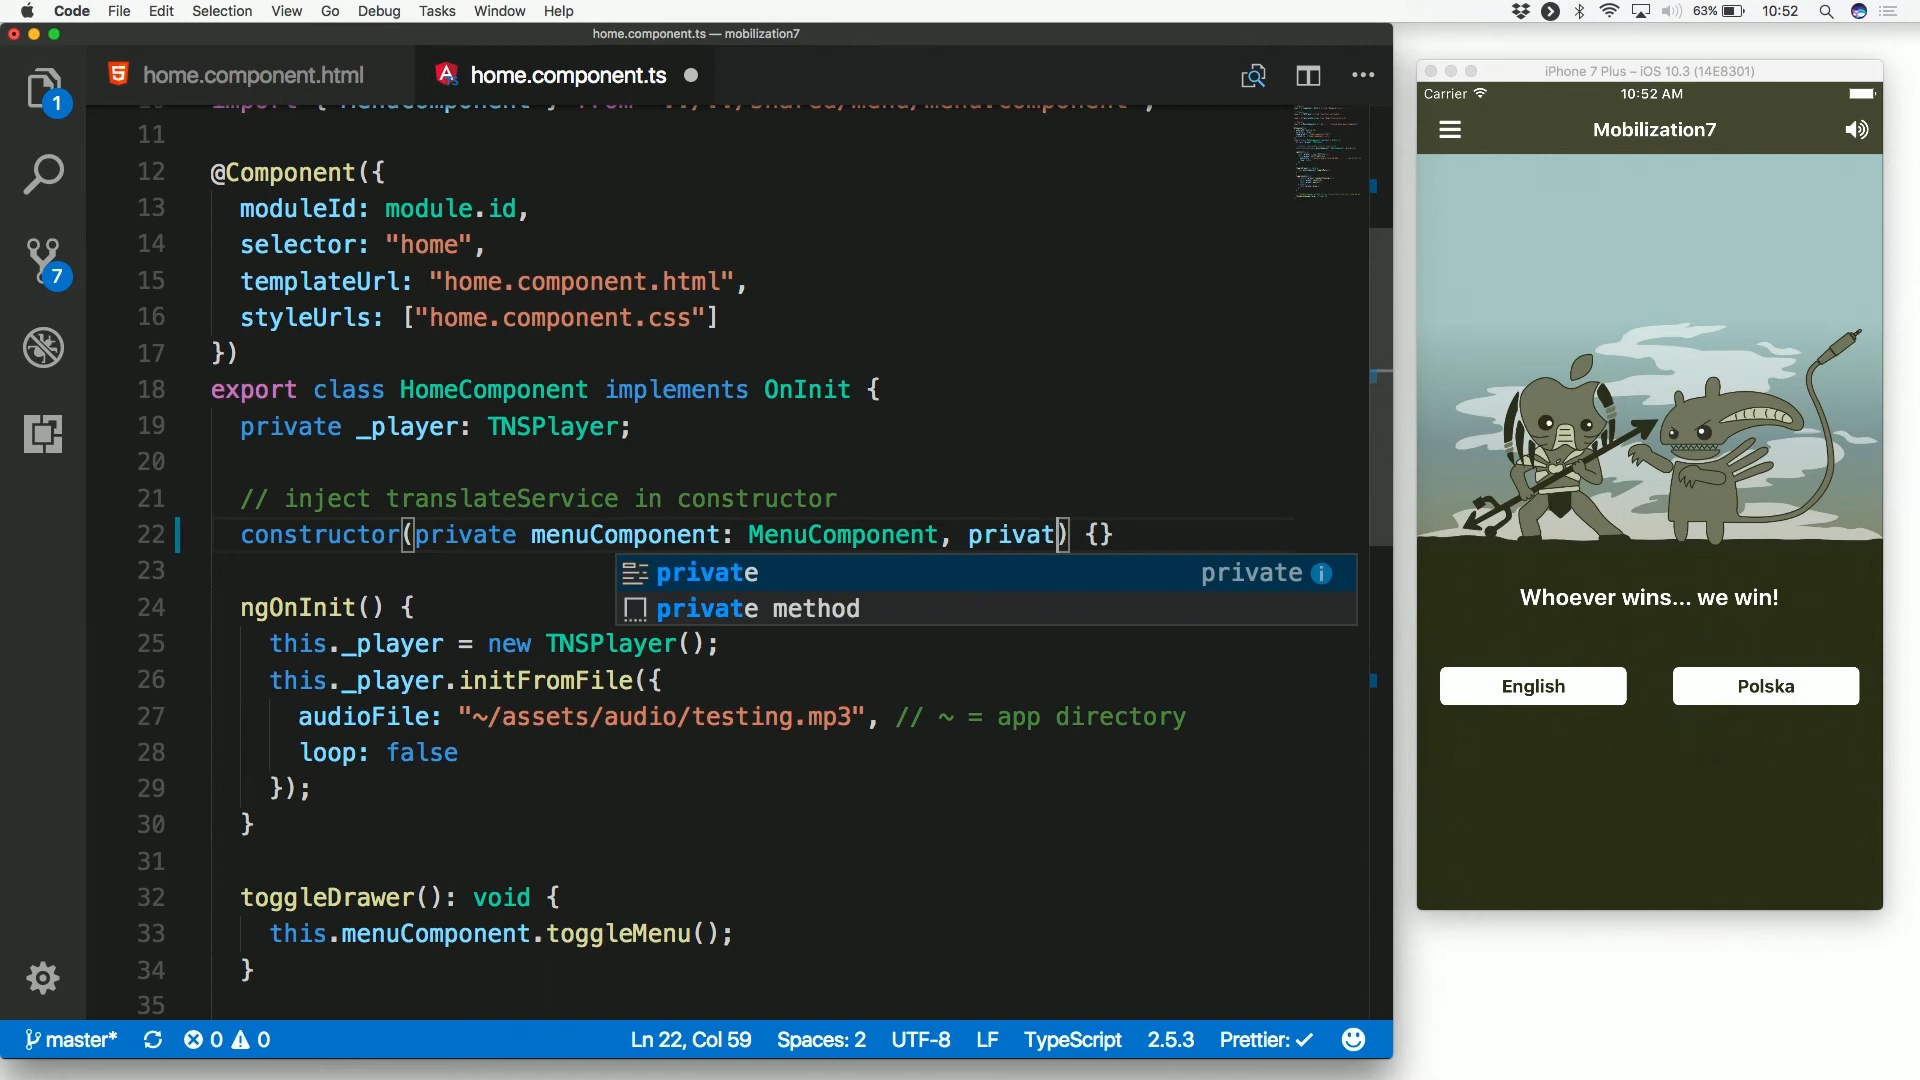 Code File Edit Selection View Go Debug Tasks Window Help
63% 10:52
home.component.ts — mobilization7
home.component.html
home.component.ts
import { MenuComponent } from "../../shared/menu/menu.component";
11
12 @Component({
13 moduleId: module.id,
14 selector: "home",
15 templateUrl: "home.component.html",
16 styleUrls: ["home.component.css"]
17 })
18 export class HomeComponent implements OnInit {
19 private _player: TNSPlayer;
20
21 // inject translateService in constructor
22 constructor(private menuComponent: MenuComponent, privat) {}
private private
private method
23
24 ngOnInit() {
25 this._player = new TNSPlayer();
26 this._player.initFromFile({
27 audioFile: "~/assets/audio/testing.mp3", // ~ = app directory
28 loop: false
29 });
30 }
31
32 toggleDrawer(): void {
33 this.menuComponent.toggleMenu();
34 }
35
1
7
master* 0 0 Ln 22, Col 59 Spaces: 2 UTF-8 LF TypeScript 2.5.3 Prettier: ✓
iPhone 7 Plus – iOS 10.3 (14E8301)
Carrier 10:52 AM
Mobilization7
Whoever wins... we win!
English Polska